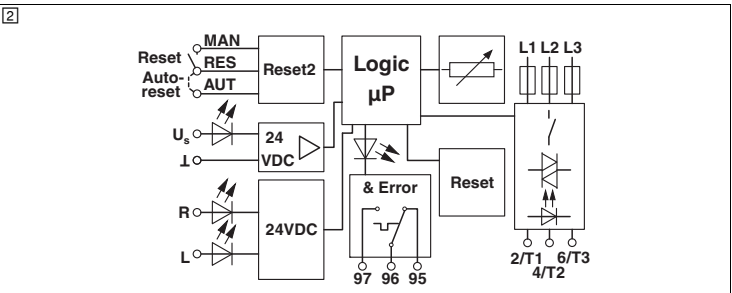 2
MAN
Reset RES
Auto-reset AUT
Reset2
Logic
µP
L1 L2 L3
Us
⊥
24
VDC
R
L
24VDC
& Error
97 96 95
Reset
2/T1 6/T3
4/T2